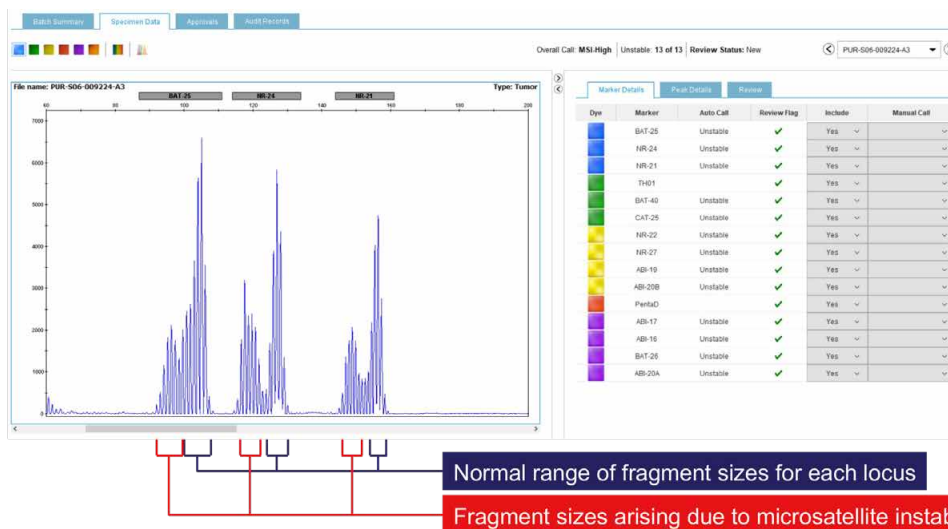 Batch Summary Specimen Data Approvals Audit Records
Overall Call: MSI-High Unstable: 13 of 13 Review Status: New PUR-S06-009224-A3
File name: PUR-S06-009224-A3 Type: Tumor
BAT-25 NR-24 NR-21
60 80 100 120 140 160 180 200
7000
6000
5000
4000
3000
2000
1000
0
Marker Details Peak Details Review
Dye Marker Auto Call Review Flag Include Manual Call
BAT-25 Unstable Yes
NR-24 Unstable Yes
NR-21 Unstable Yes
TH01 Yes
BAT-40 Unstable Yes
CAT-25 Unstable Yes
NR-22 Unstable Yes
NR-27 Unstable Yes
ABI-19 Unstable Yes
ABI-20B Unstable Yes
PentaD Yes
ABI-17 Unstable Yes
ABI-16 Unstable Yes
BAT-26 Unstable Yes
ABI-20A Unstable Yes
Normal range of fragment sizes for each locus
Fragment sizes arising due to microsatellite